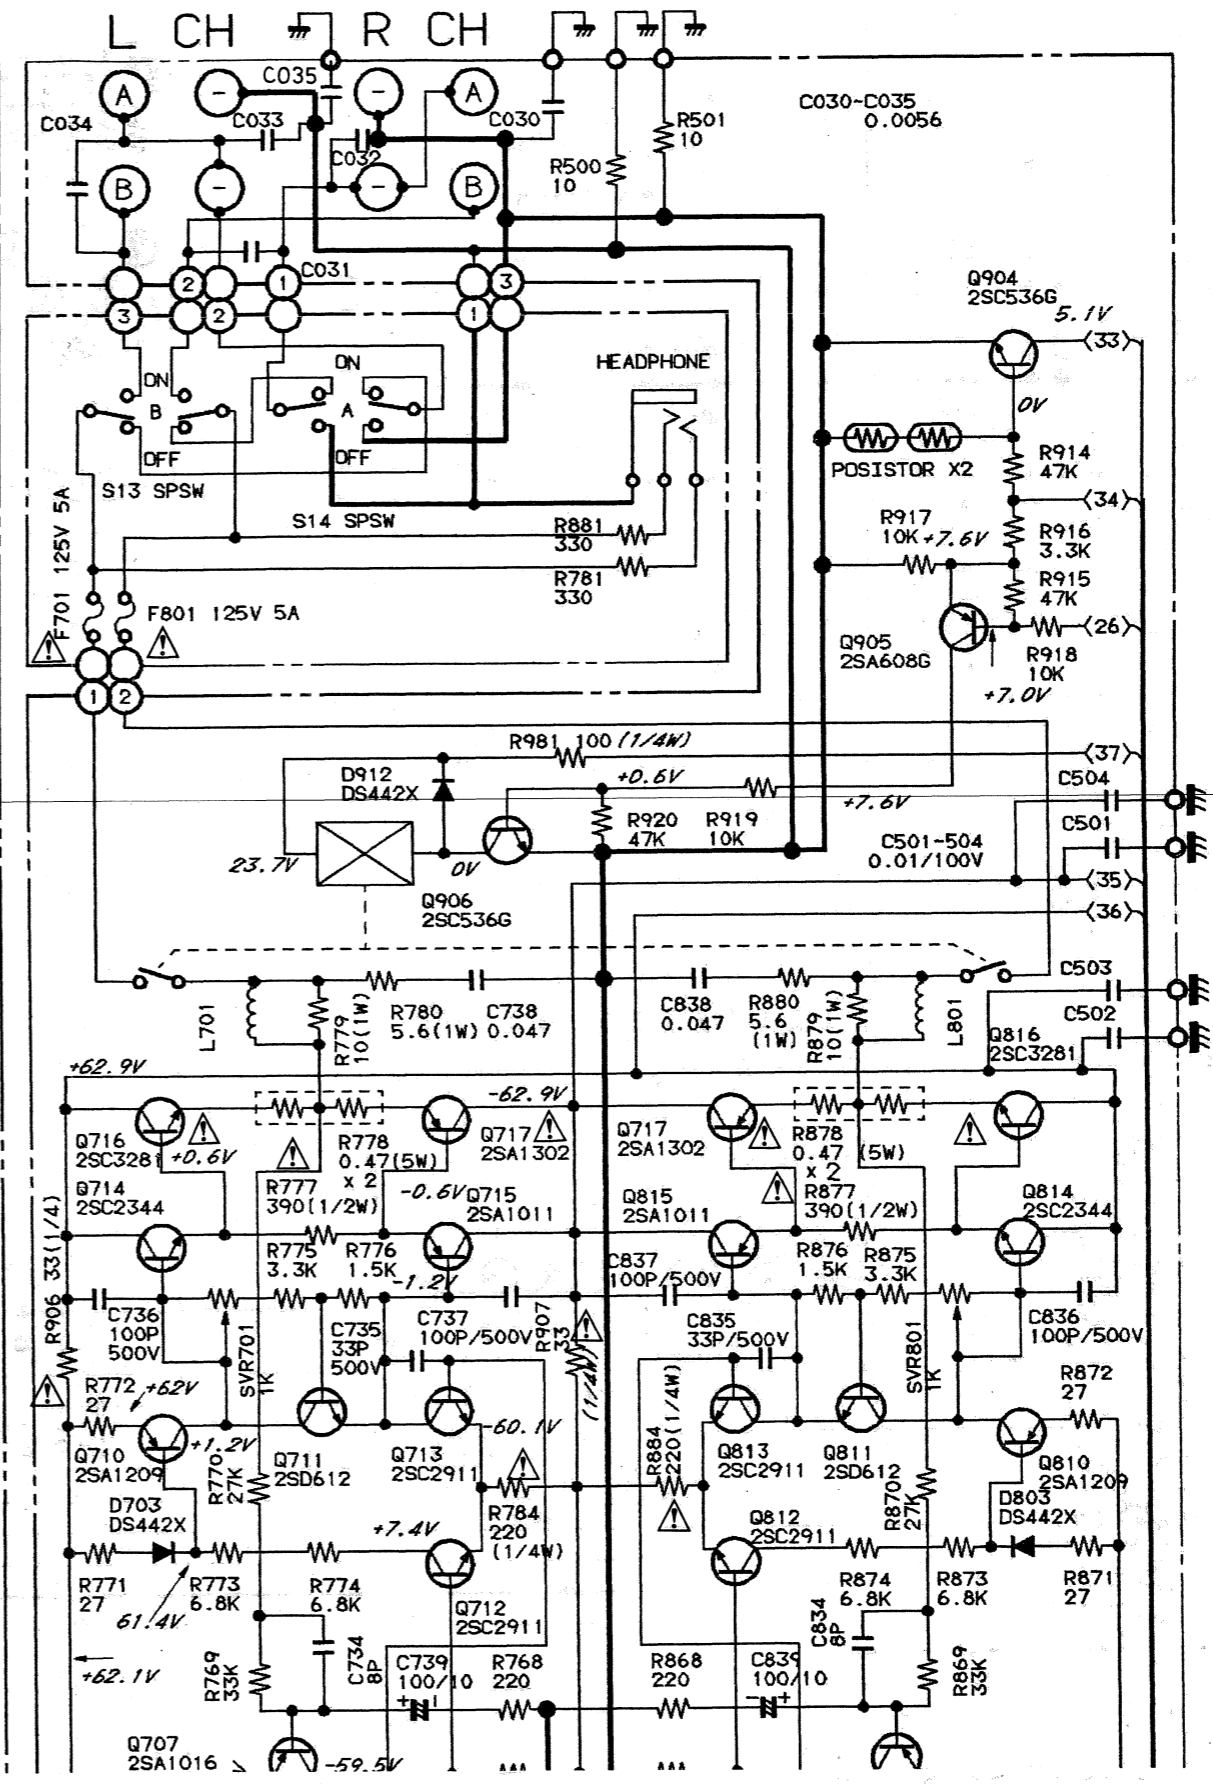 L CH R CH
C035
A - - A
C034 C033 C030
C030~C035
0.0056
R501
10
C032
R500
10
B - - B
2 1 C031 3
3 2 1
Q904
2SC536G
5.1V
(33)
ON ON
HEADPHONE
B A
0V
OFF OFF
POSISTOR X2
R914
47K
S13 SPSW
(34)
S14 SPSW
R917
10K +7.6V
R916
3.3K
R881
330
R781
330
R915
47K
F701 125V 5A
F801 125V 5A
(26)
Q905
2SA608G
R918
10K
+7.0V
1 2
R981 100 (1/4W)
(37)
D912
DS442X
+0.6V
C504
+7.6V
R920
47K
R919
10K
C501
C501-504
0.01/100V
23.7V
0V
(35)
Q906
2SC536G
(36)
C503
L701
R779
10(1W)
R780
5.6(1W)
C738
0.047
C838
0.047
R880
5.6
(1W)
R879
10(1W)
L801
C502
Q816
2SC3281
+62.9V
-62.9V
Q716
2SC3281
+0.6V
R778
0.47(5W)
x 2
Q717
2SA1302
Q717
2SA1302
R878
0.47 (5W)
x 2
Q714
2SC2344
R777
390(1/2W)
-0.6V
Q715
2SA1011
Q815
2SA1011
R877
390(1/2W)
Q814
2SC2344
R906 33(1/4)
R775
3.3K
R776
1.5K
-1.2V
C837
100P/500V
R876
1.5K
R875
3.3K
C736
100P
500V
SVR701
1K
C735
33P
500V
C737
100P/500V
R907
33
(1/4W)
C835
33P/500V
SVR801
1K
C836
100P/500V
R772
27
+62V
R872
27
-60.1V
R884
220(1/4W)
Q710
2SA1209
+1.2V
R770
27K
Q711
2SD612
Q713
2SC2911
Q813
2SC2911
Q811
2SD612
R870
27K
Q810
2SA1209
D703
DS442X
+7.4V
R784
220
(1/4W)
Q812
2SC2911
D803
DS442X
R771
27
R773
6.8K
R774
6.8K
R874
6.8K
R873
6.8K
R871
27
61.4V
Q712
2SC2911
+62.1V
R769
33K
C734
8P
C739
100/10
R768
220
R868
220
C839
100/10
C834
8P
R869
33K
Q707
2SA1016
-59.5V